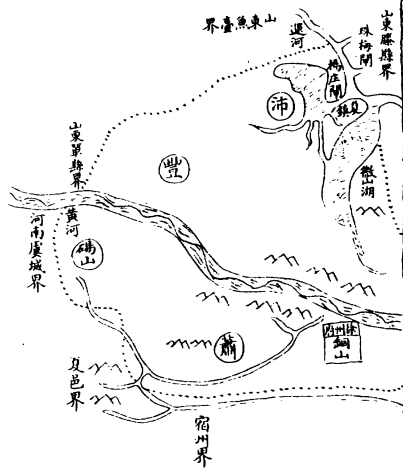 山東滕縣界
珠梅閘
運河
山東魚臺界
楊庄閘
夏鎮
沛
微山湖
豐
山東單縣界
黃河
河南虞城界
碭山
徐州府
銅山
蕭
夏邑界
宿州界